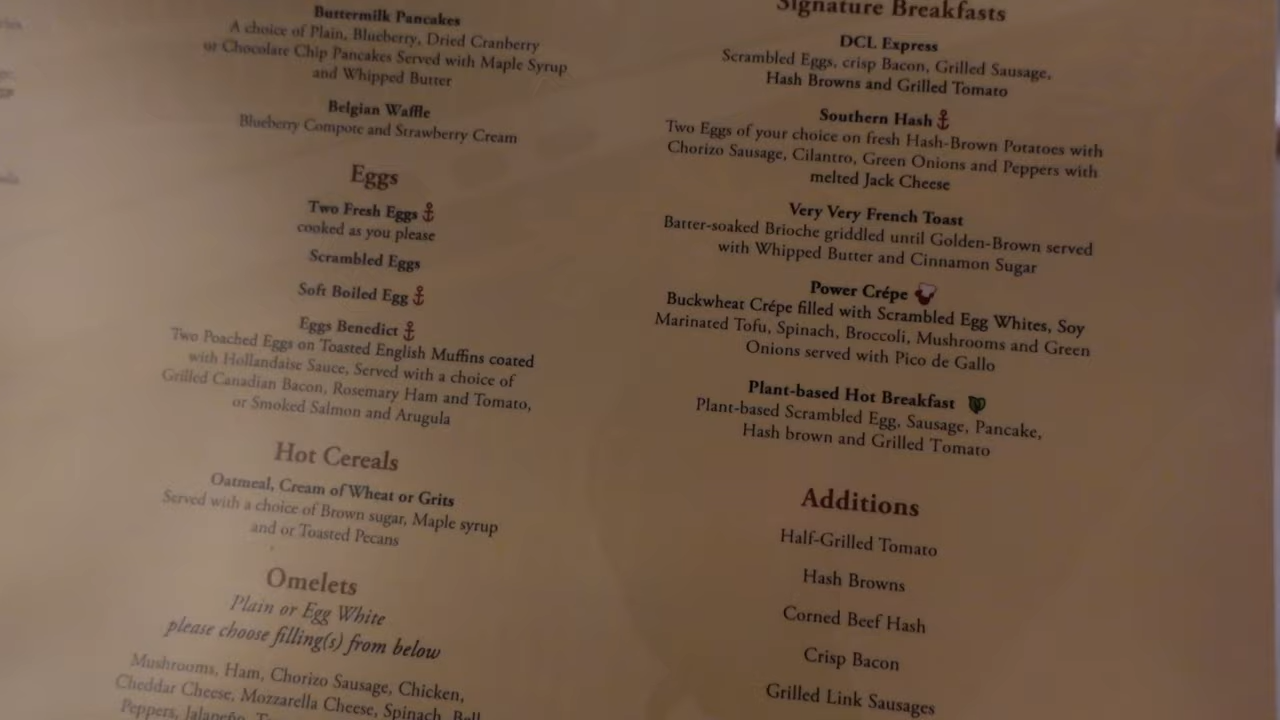 Buttermilk Pancakes
A choice of Plain, Blueberry, Dried Cranberry
or Chocolate Chip Pancakes Served with Maple Syrup
and Whipped Butter
Belgian Waffle
Blueberry Compote and Strawberry Cream
Eggs
Two Fresh Eggs
cooked as you please
Scrambled Eggs
Soft Boiled Egg
Eggs Benedict
Two Poached Eggs on Toasted English Muffins coated
with Hollandaise Sauce, Served with a choice of
Grilled Canadian Bacon, Rosemary Ham and Tomato,
or Smoked Salmon and Arugula
Hot Cereals
Oatmeal, Cream of Wheat or Grits
Served with a choice of Brown sugar, Maple syrup
and or Toasted Pecans
Omelets
Plain or Egg White
please choose filling(s) from below
Mushrooms, Ham, Chorizo Sausage, Chicken,
Cheddar Cheese, Mozzarella Cheese, Spinach, Bell
Peppers, Jalapeño,
Signature Breakfasts
DCL Express
Scrambled Eggs, crisp Bacon, Grilled Sausage,
Hash Browns and Grilled Tomato
Southern Hash
Two Eggs of your choice on fresh Hash-Brown Potatoes with
Chorizo Sausage, Cilantro, Green Onions and Peppers with
melted Jack Cheese
Very Very French Toast
Batter-soaked Brioche griddled until Golden-Brown served
with Whipped Butter and Cinnamon Sugar
Power Crépe
Buckwheat Crépe filled with Scrambled Egg Whites, Soy
Marinated Tofu, Spinach, Broccoli, Mushrooms and Green
Onions served with Pico de Gallo
Plant-based Hot Breakfast
Plant-based Scrambled Egg, Sausage, Pancake,
Hash brown and Grilled Tomato
Additions
Half-Grilled Tomato
Hash Browns
Corned Beef Hash
Crisp Bacon
Grilled Link Sausages